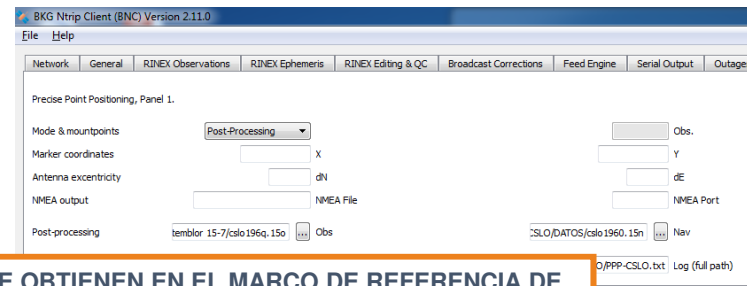 BKG Ntrip Client (BNC) Version 2.11.0
File Help
Network General RINEX Observations RINEX Ephemeris RINEX Editing & QC Broadcast Corrections Feed Engine Serial Output Outage
Precise Point Positioning, Panel 1.
Mode & mountpoints Post-Processing Obs.
Marker coordinates X Y
Antenna excentricity dN dE
NMEA output NMEA File NMEA Port
Post-processing temblor 15-7/cslo196q.15o ... Obs CSLO/DATOS/cslo1960.15n ... Nav
O/PPP-CSLO.txt Log (full path)
E OBTIENEN EN EL MARCO DE REFERENCIA DE